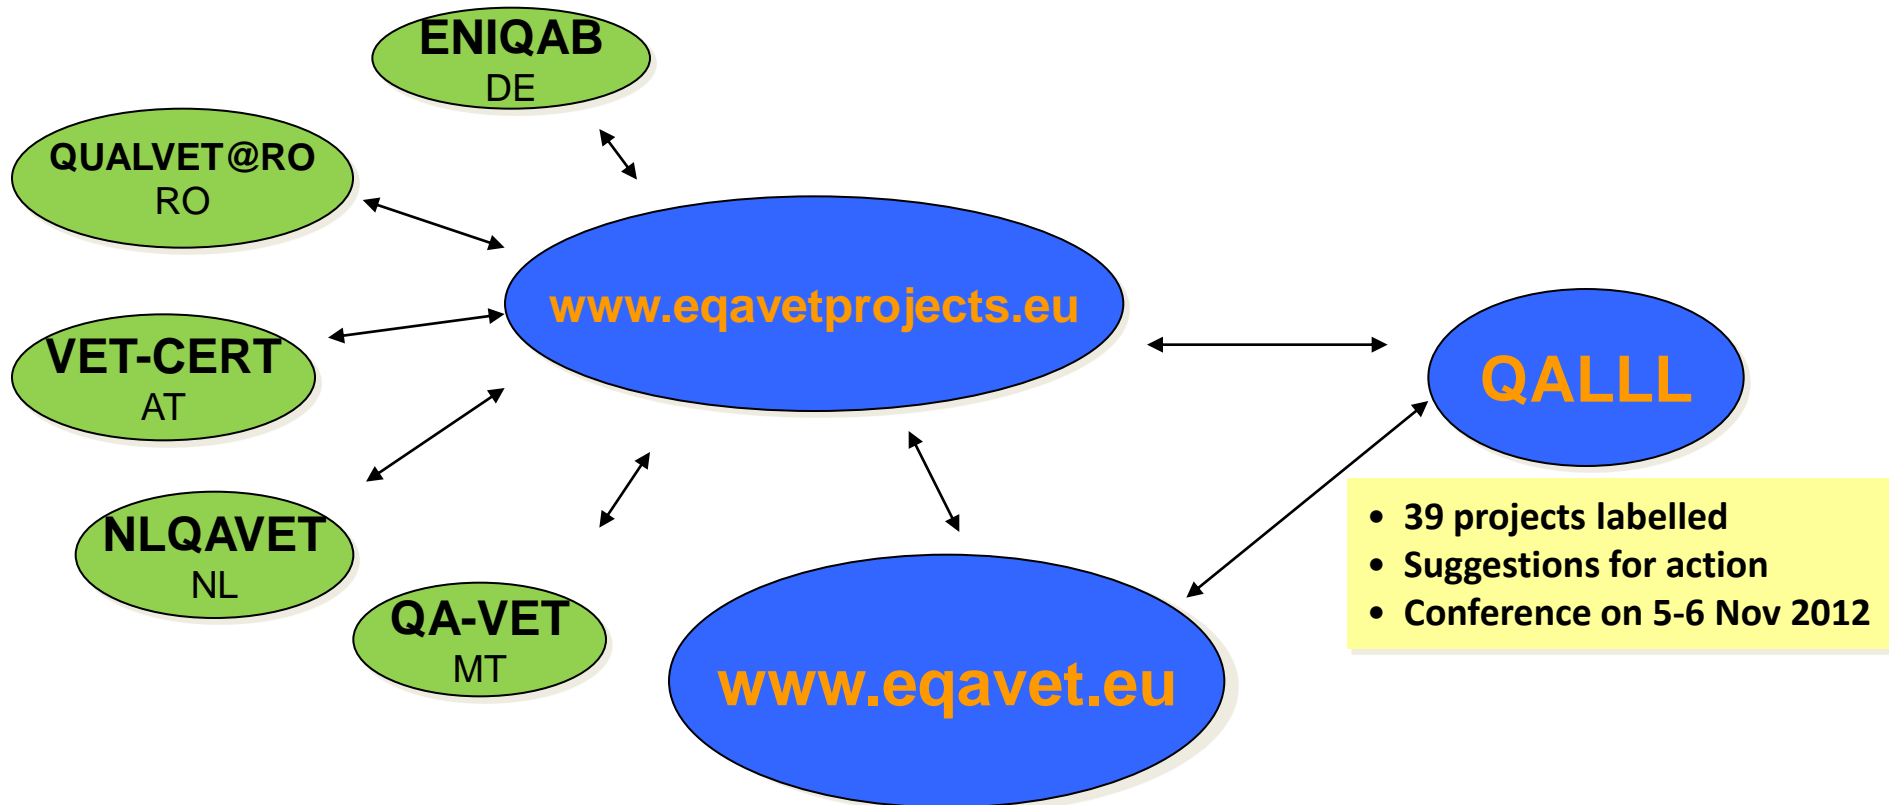 ENIQAB
DE
QUALVET@RO
RO
www.eqavetprojects.eu
VET-CERT
AT
QALLL
NLQAVET
NL
• 39 projects labelled
• Suggestions for action
• Conference on 5-6 Nov 2012
QA-VET
MT
www.eqavet.eu